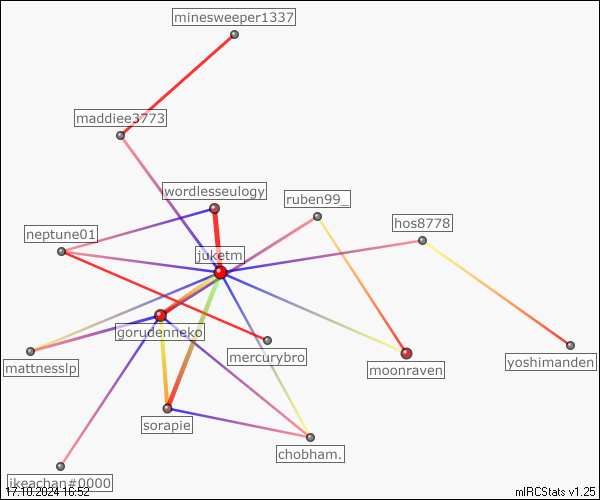 minesweeper1337
maddiee3773
wordlesseulogy
ruben99_
hos8778
neptune01
juketm
gorudenneko
mercurybro
mattnesslp
moonraven
yoshimanden
sorapie
chobham.
ikeachan#0000
17.10.2024 16:52
mIRCStats v1.25